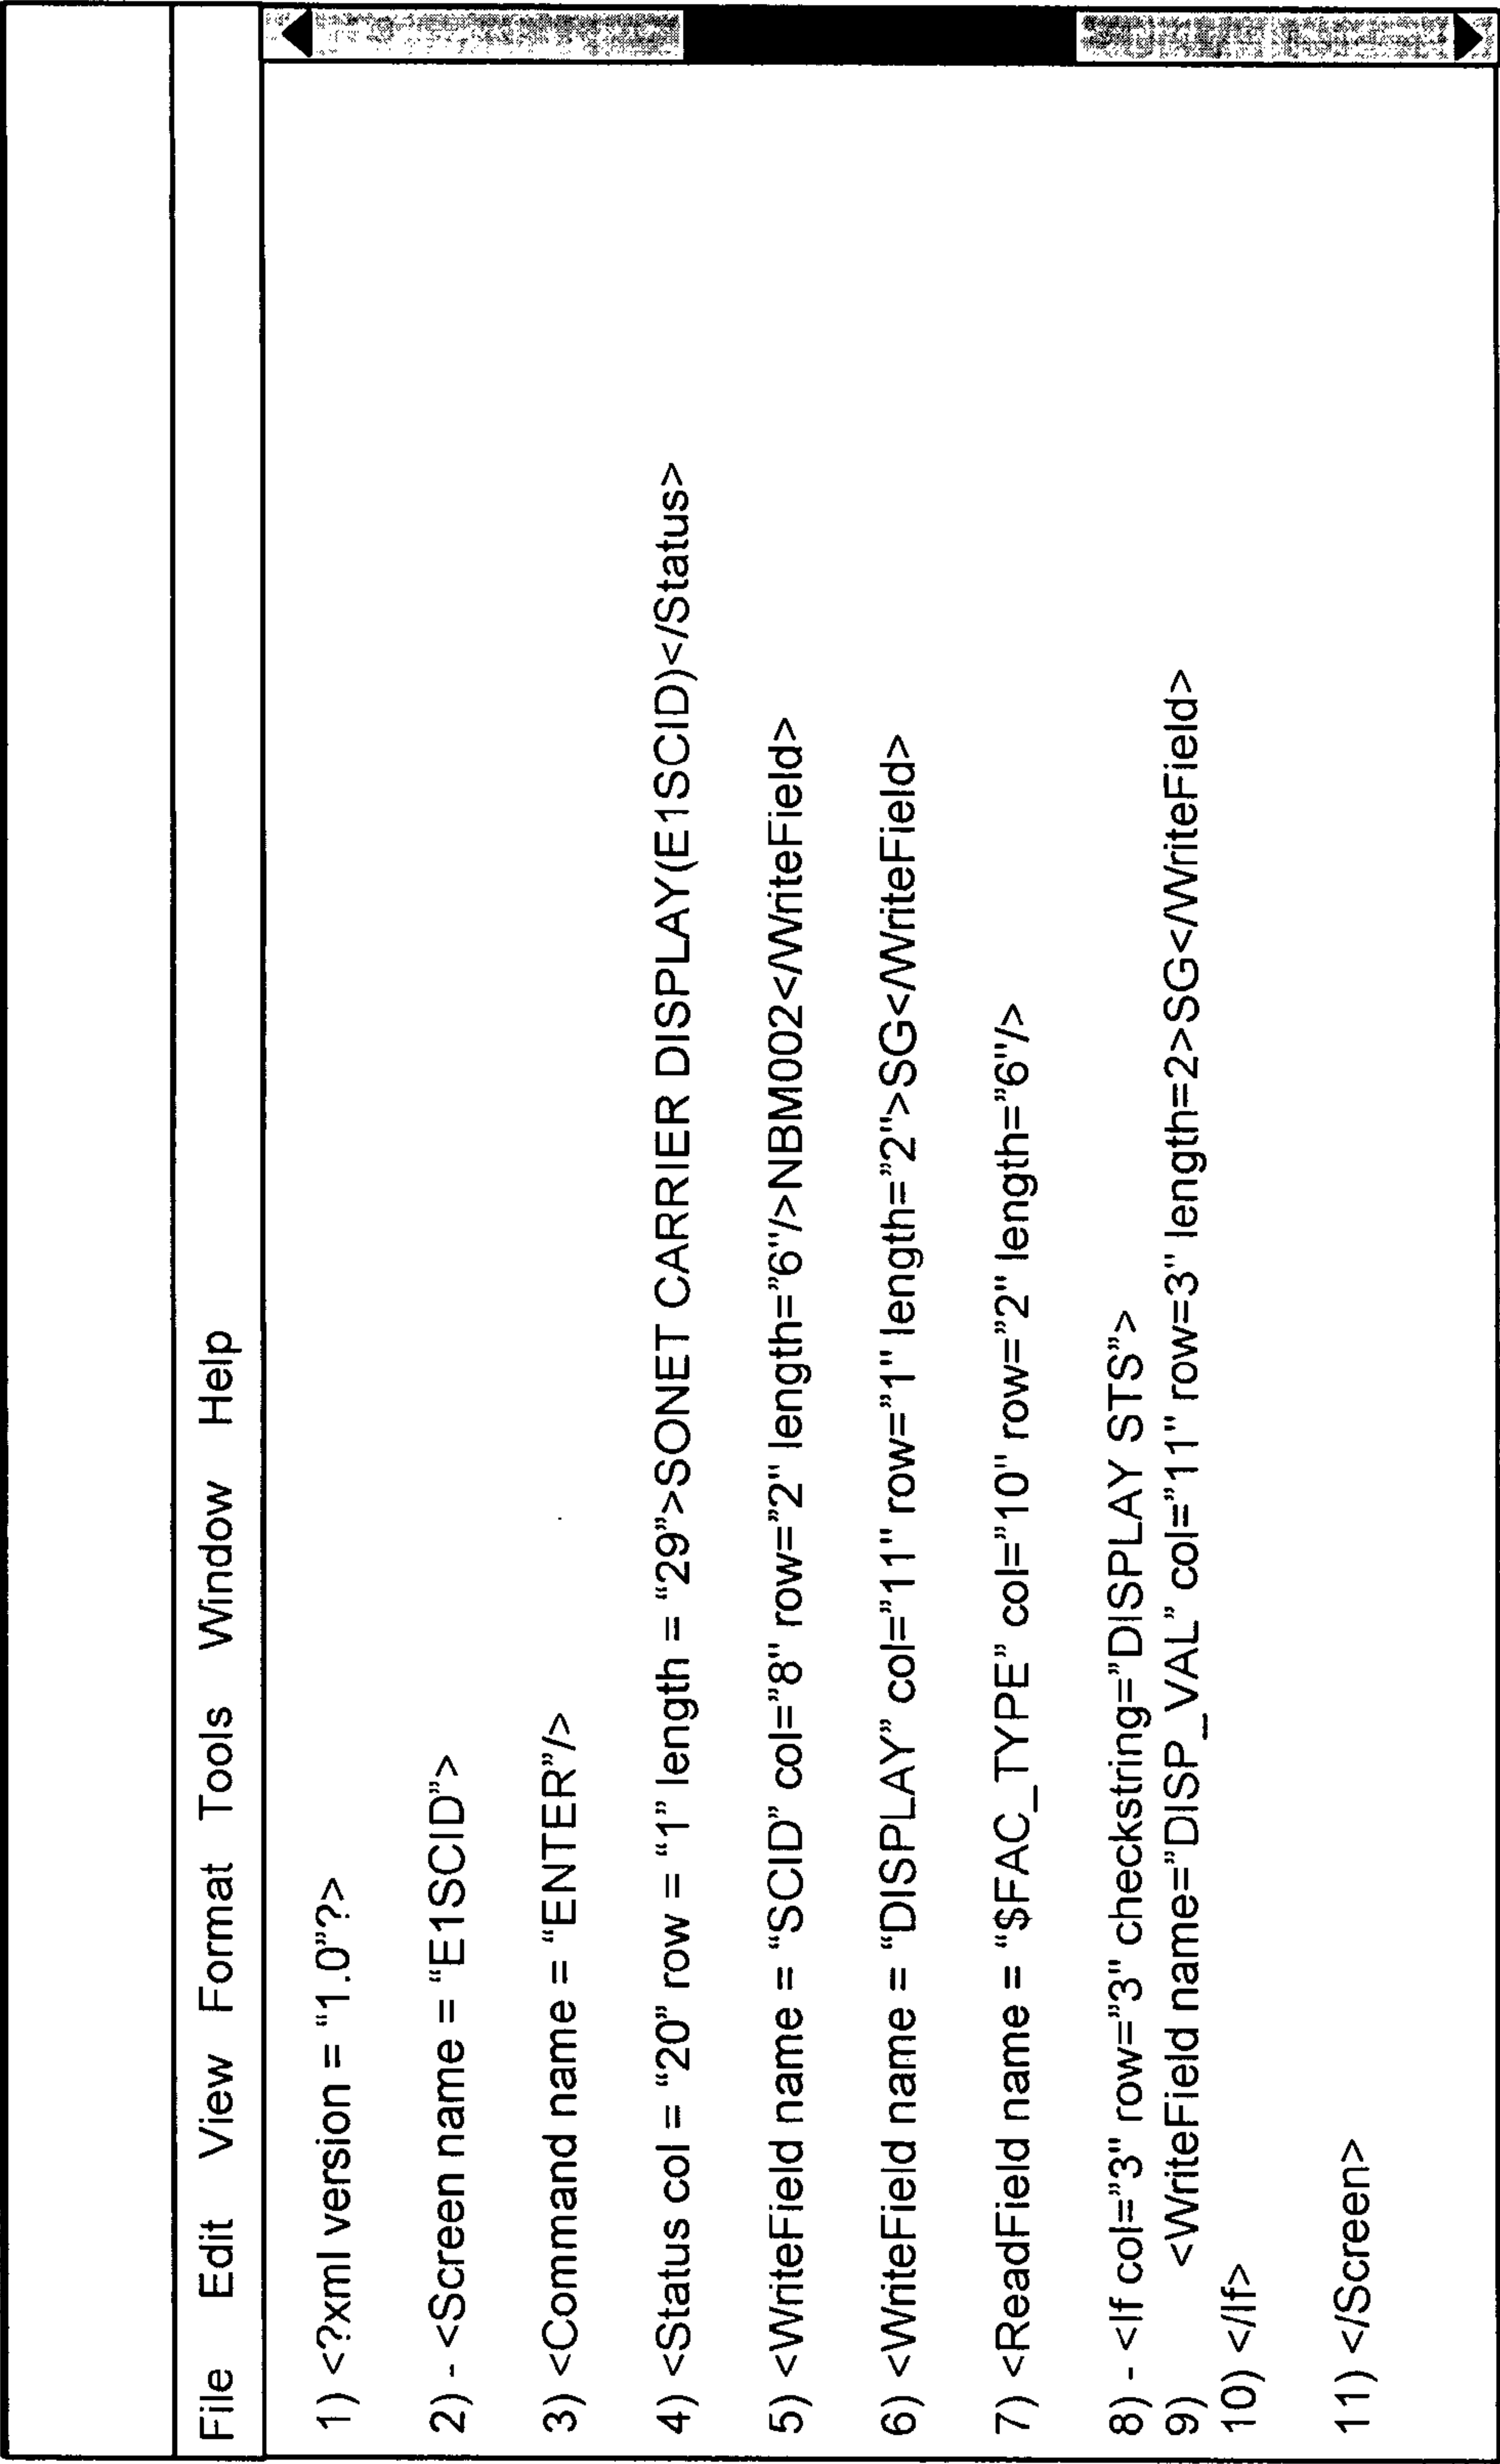 File Edit View Format Tools Window Help
1) <?xml version = “1.0”?>
2) - <Screen name = “E1SCID”>
3) <Command name = “ENTER”/>
4) <Status col = “20” row = “1” length = “29”>SONET CARRIER DISPLAY(E1SCID)</Status>
5) <WriteField name = “SCID” col=”8" row=”2" length=”6"/>NBM002</WriteField>
6) <WriteField name = “DISPLAY” col=”11" row=”1" length=”2">SG</WriteField>
7) <ReadField name = “$FAC_TYPE” col=”10" row=”2" length=”6"/>
8) - <If col=”3" row=”3" checkstring=”DISPLAY STS”>
9) <WriteField name=”DISP_VAL” col=”11" row=”3" length=2>SG</WriteField>
10) </If>
11) </Screen>